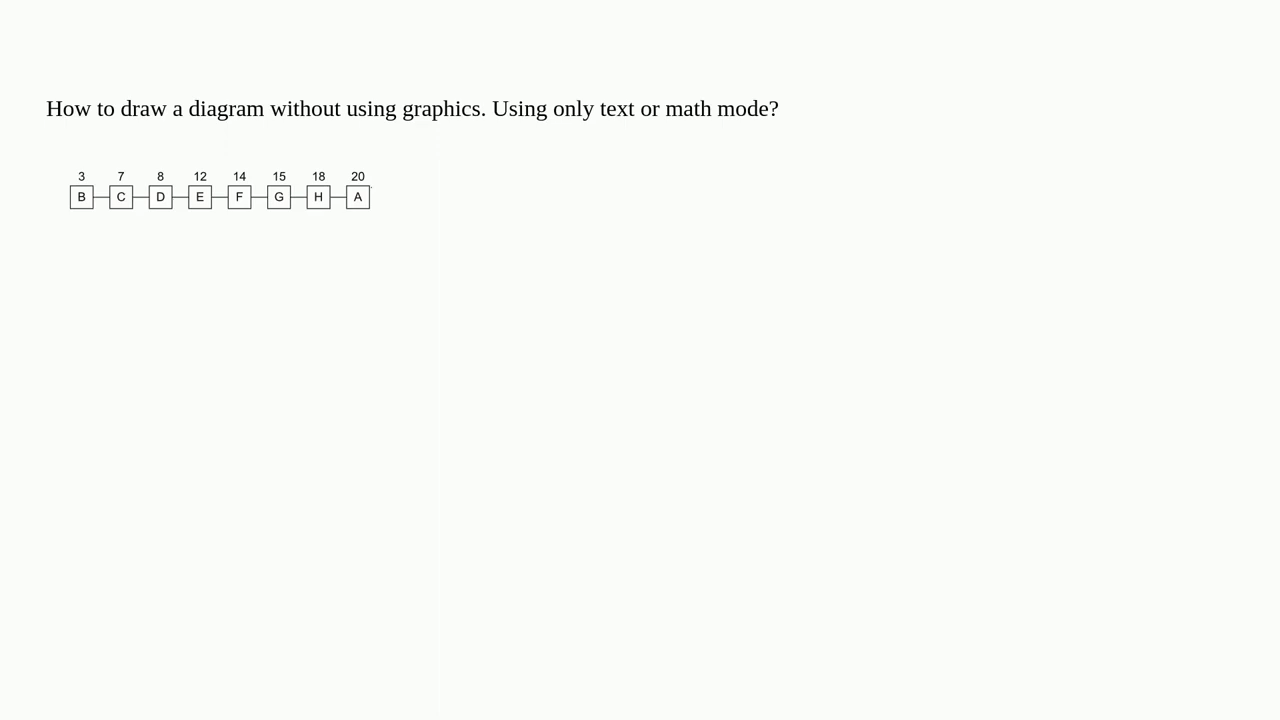 How to draw a diagram without using graphics. Using only text or math mode?
3 7 8 12 14 15 18 20
B C D E F G H A